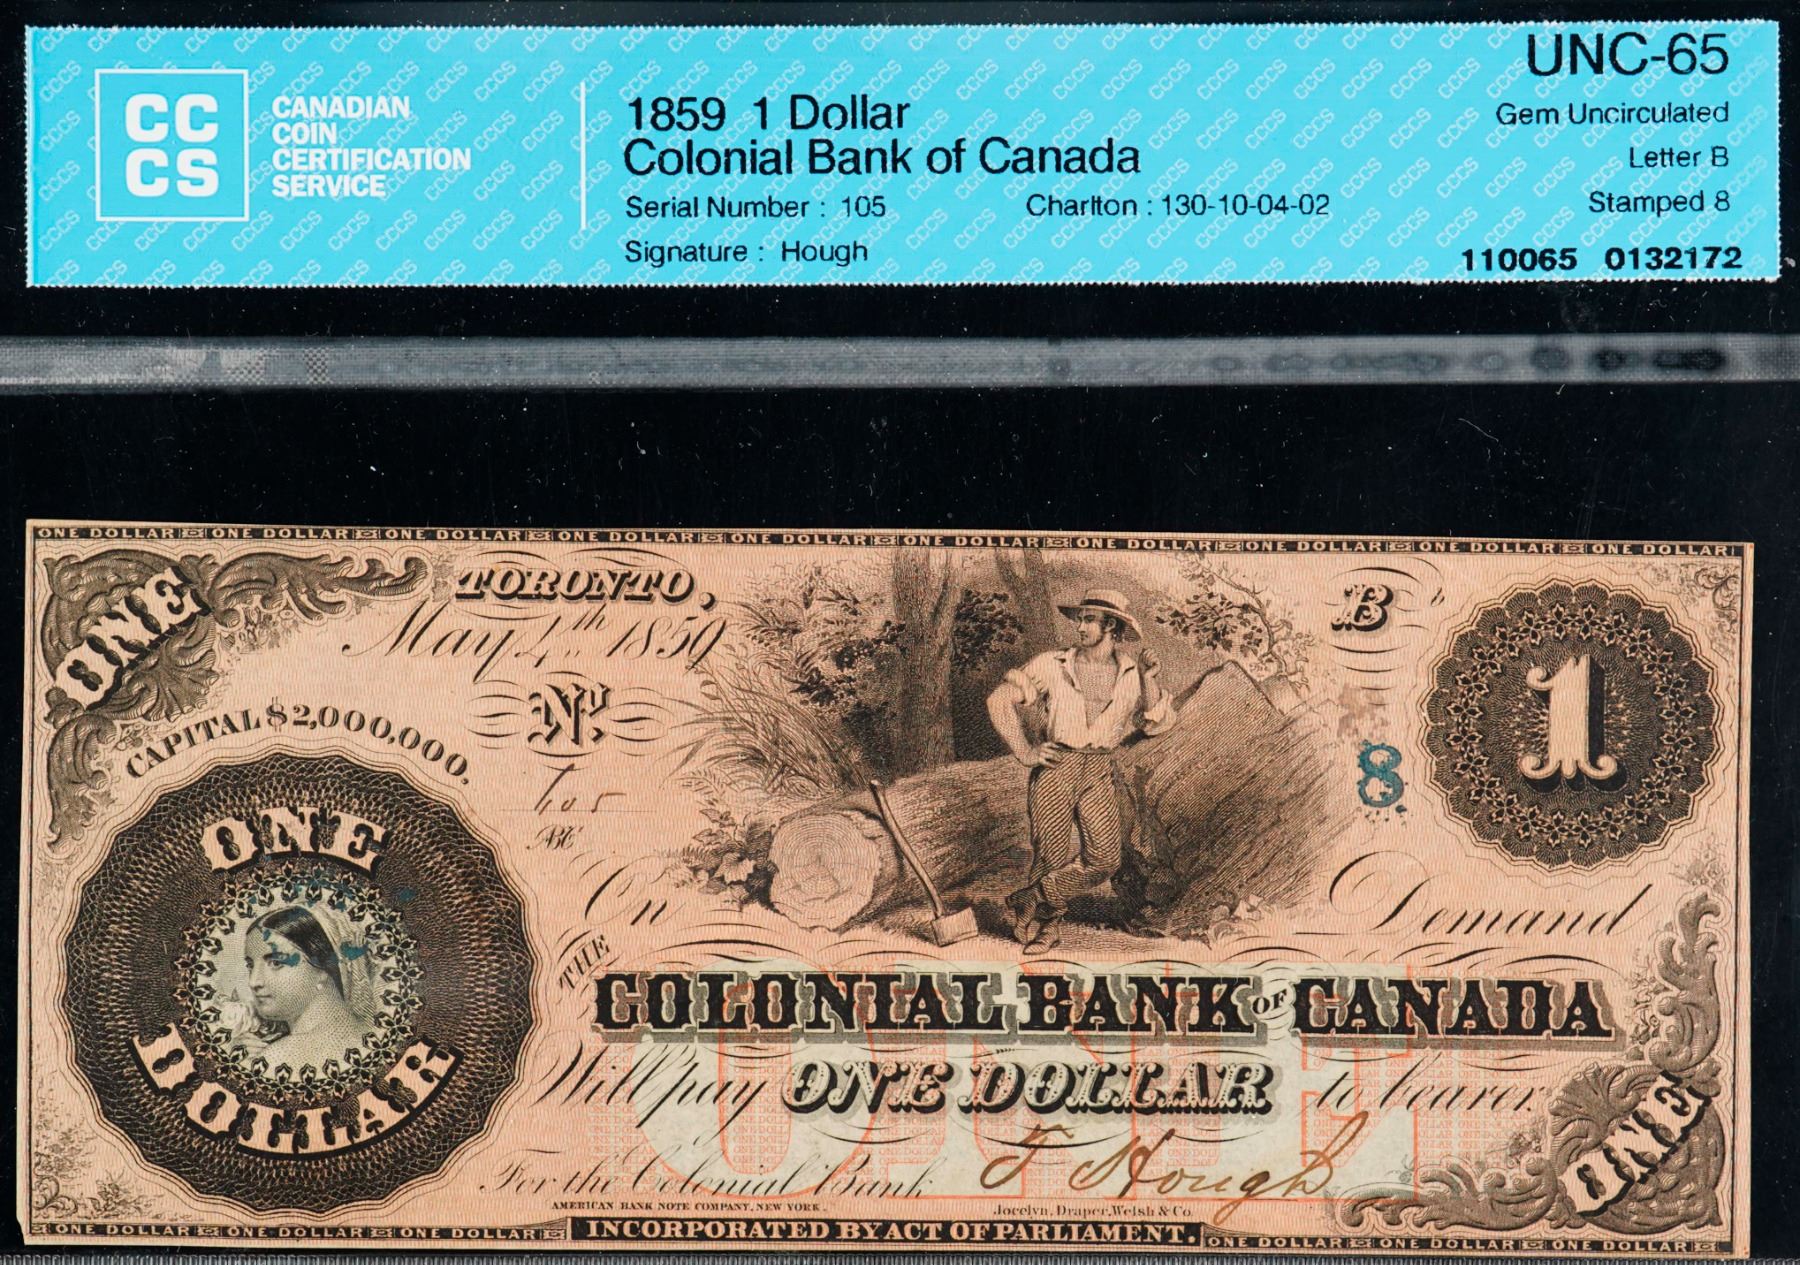 UNC-65
Gem Uncirculated
Letter B
Stamped 8
110065 0132172
CC
CS
CANADIAN
COIN
CERTIFICATION
SERVICE
1859 1 Dollar
Colonial Bank of Canada
Serial Number : 105 Charlton : 130-10-04-02
Signature : Hough
ONE DOLLAR ONE DOLLAR ONE DOLLAR ONE DOLLAR ONE DOLLAR ONE DOLLAR ONE DOLLAR ONE DOLLAR ONE DOLLAR ONE DOLLAR
ONE
TORONTO,
May 4th 1859
B
1
CAPITAL $2,000,000.
No
105
8
ONE
DOLLAR
On Demand
THE
COLONIAL BANK OF CANADA
Will pay ONE DOLLAR to bearer.
ONE
For the Colonial Bank F Hough
ONE
AMERICAN BANK NOTE COMPANY, NEW YORK. Jocelyn, Draper, Welsh & Co.
ONE DOLLAR ONE DOLLAR ONE DOLLAR INCORPORATED BY ACT OF PARLIAMENT. ONE DOLLAR ONE DOLLAR ONE DOLLAR